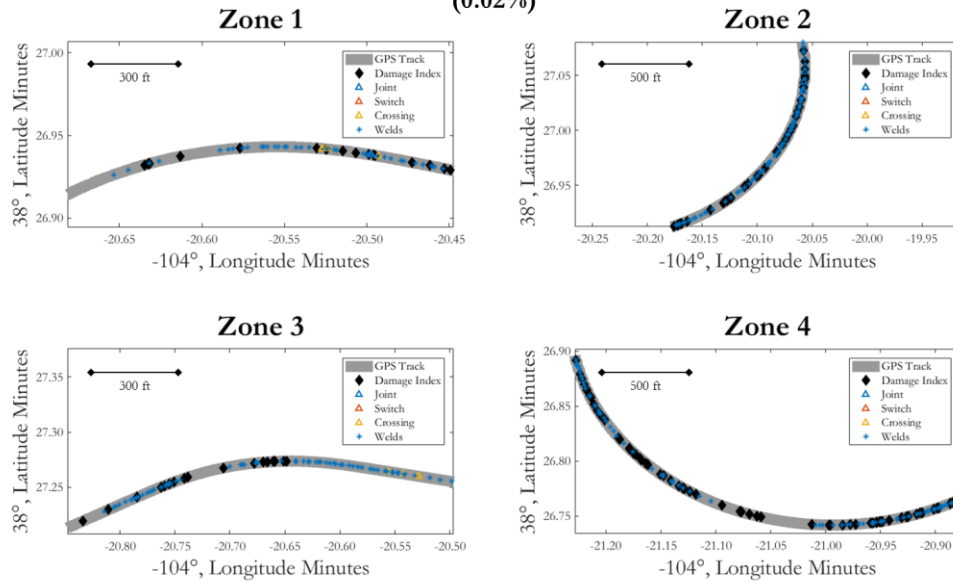 (0.02%)
Zone 1
27.00
26.95
26.90
38°, Latitude Minutes
300 ft
GPS Track
Damage Index
Joint
Switch
Crossing
Welds
-20.65
-20.60
-20.55
-20.50
-20.45
-104°, Longitude Minutes
Zone 2
27.05
27.00
26.95
38°, Latitude Minutes
500 ft
GPS Track
Damage Index
Joint
Switch
Crossing
Welds
-20.25
-20.20
-20.15
-20.10
-20.05
-20.00
-19.95
-104°, Longitude Minutes
Zone 3
27.35
27.30
27.25
38°, Latitude Minutes
300 ft
GPS Track
Damage Index
Joint
Switch
Crossing
Welds
-20.80
-20.75
-20.70
-20.65
-20.60
-20.55
-20.50
-104°, Longitude Minutes
Zone 4
26.90
26.85
26.80
26.75
38°, Latitude Minutes
500 ft
GPS Track
Damage Index
Joint
Switch
Crossing
Welds
-21.20
-21.15
-21.10
-21.05
-21.00
-20.95
-20.90
-104°, Longitude Minutes